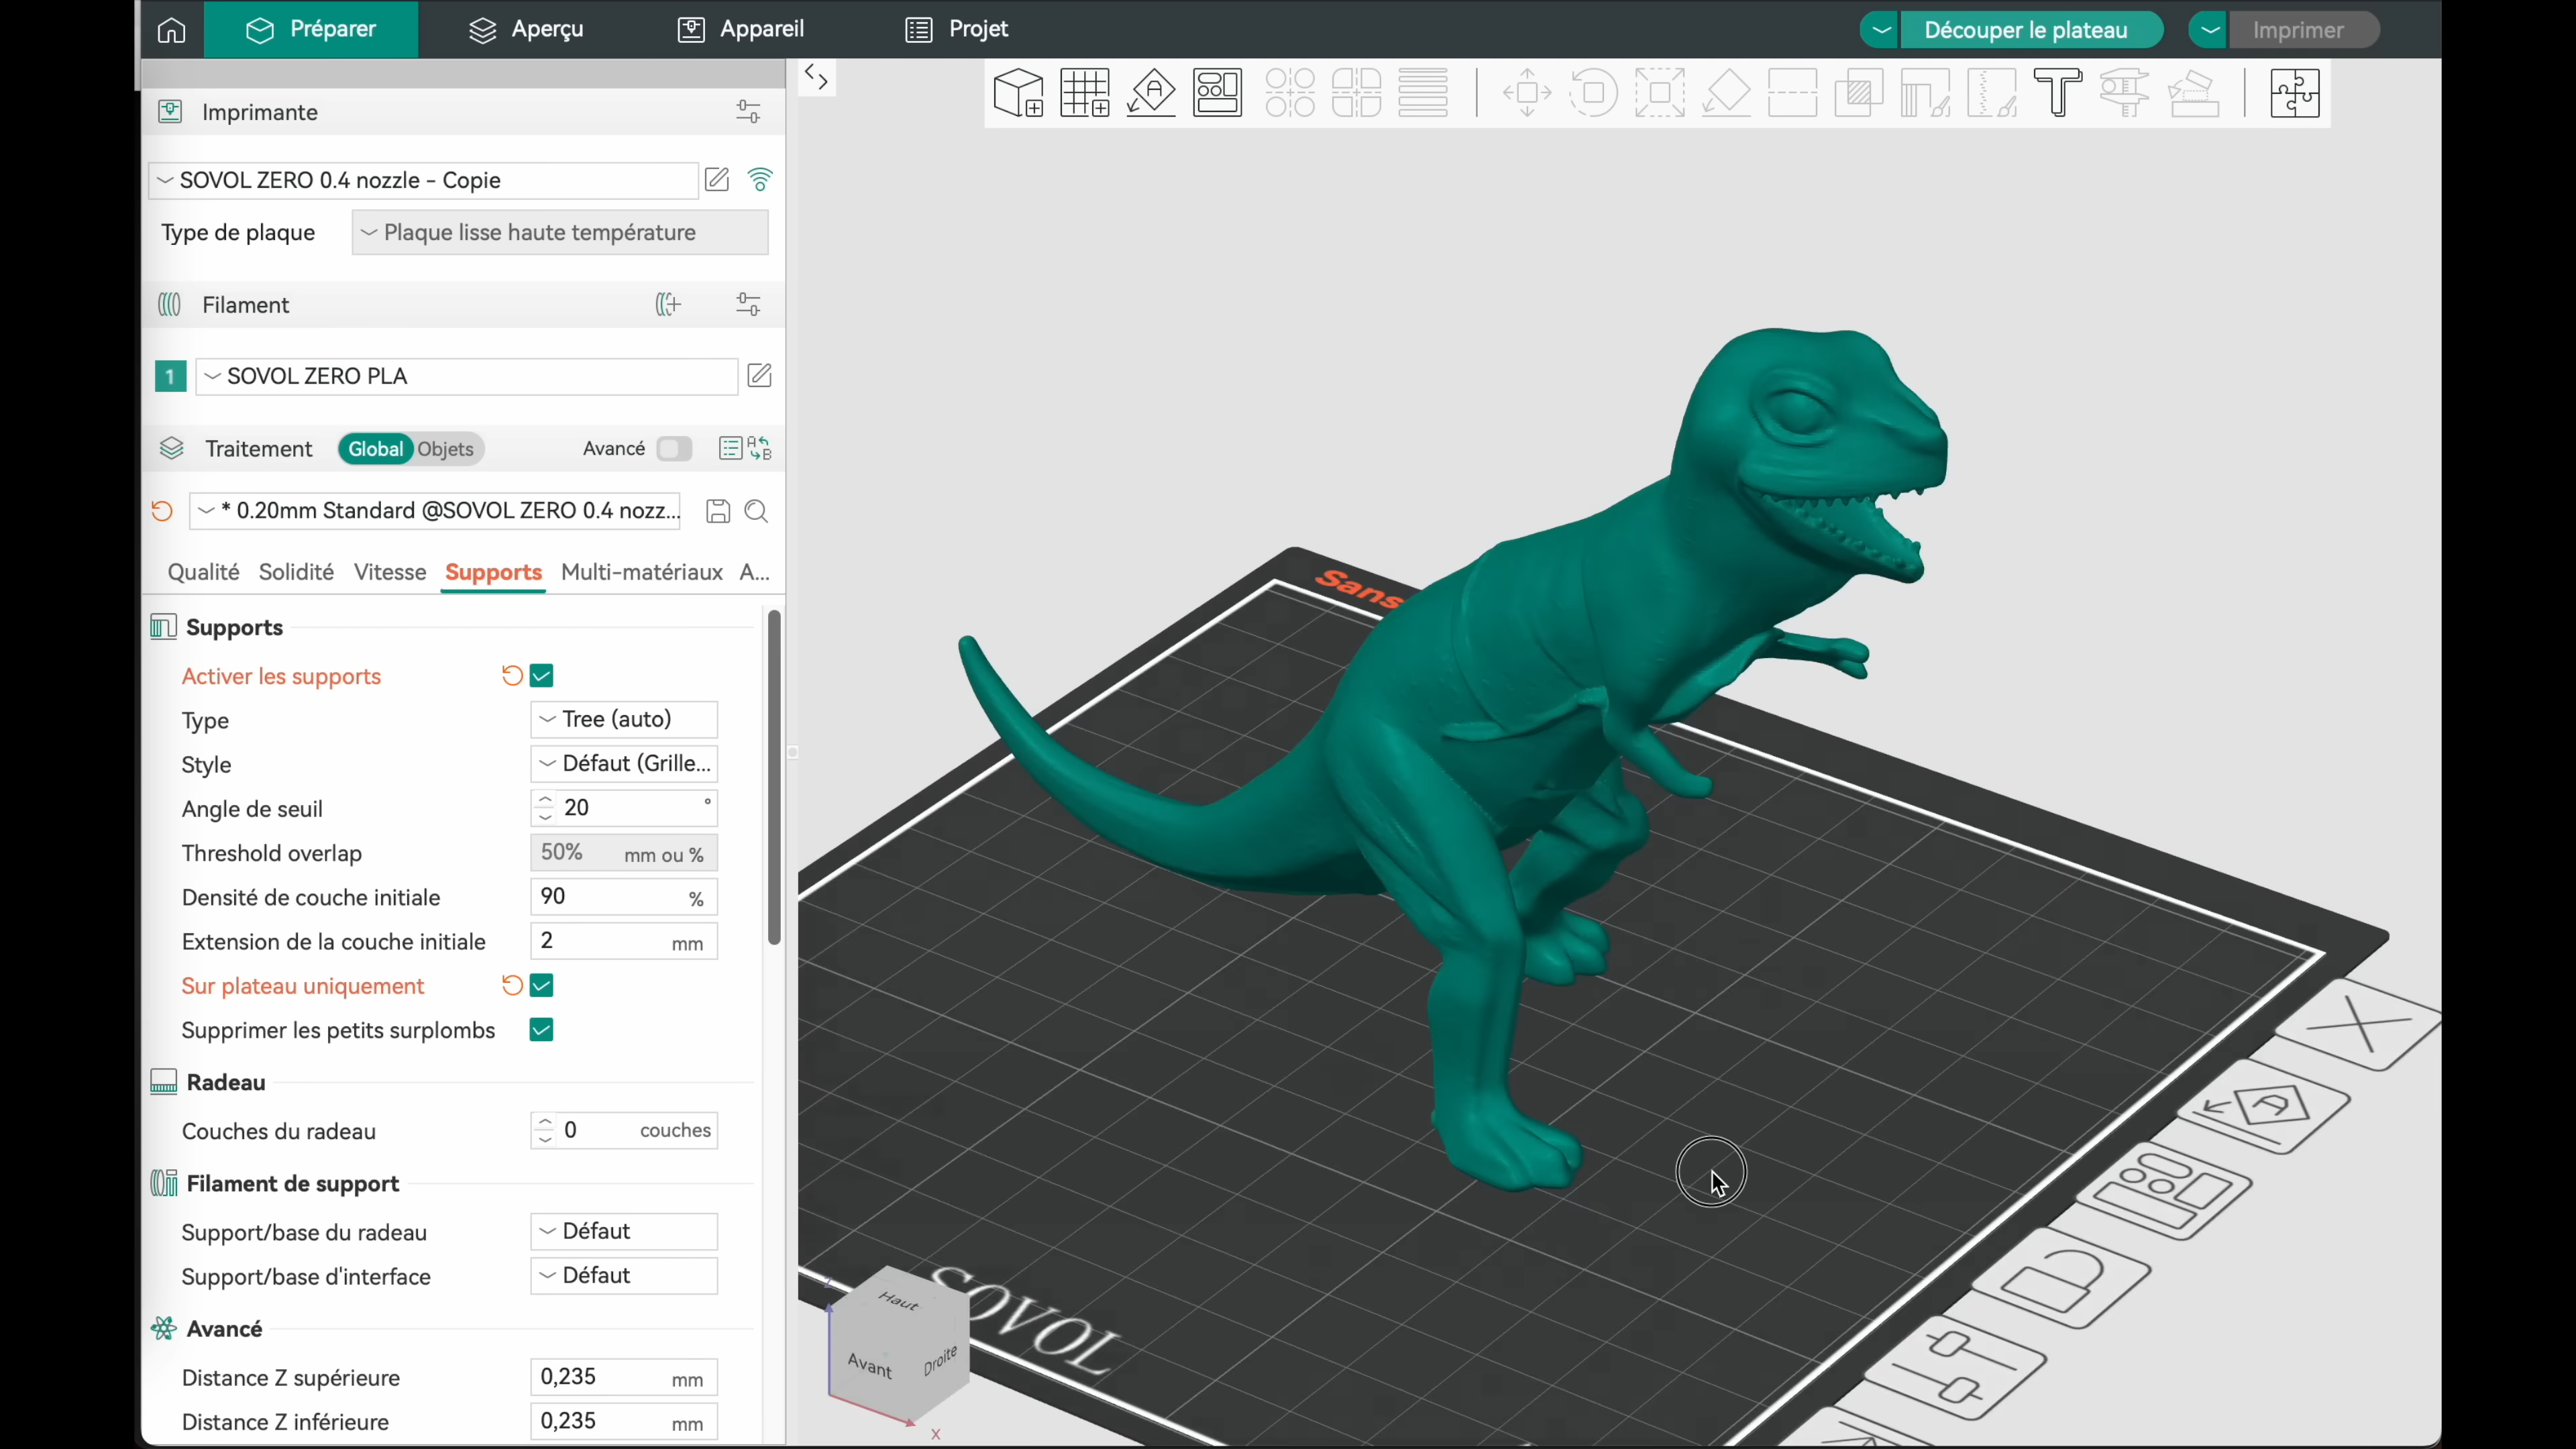 Préparer
Aperçu
Appareil
Projet
Découper le plateau
Imprimer
Imprimante
SOVOL ZERO 0.4 nozzle - Copie
Type de plaque
Plaque lisse haute température
Filament
1
SOVOL ZERO PLA
Traitement
Global
Objets
Avancé
* 0.20mm Standard @SOVOL ZERO 0.4 nozz...
Qualité
Solidité
Vitesse
Supports
Multi-matériaux
A...
Supports
Activer les supports
Type
Tree (auto)
Style
Défaut (Grille...
Angle de seuil
20 °
Threshold overlap
50% mm ou %
Densité de couche initiale
90 %
Extension de la couche initiale
2 mm
Sur plateau uniquement
Supprimer les petits surplombs
Radeau
Couches du radeau
0 couches
Filament de support
Support/base du radeau
Défaut
Support/base d'interface
Défaut
Avancé
Distance Z supérieure
0,235 mm
Distance Z inférieure
0,235 mm
Sans
SOVOL
Haut
Avant
Droite
x